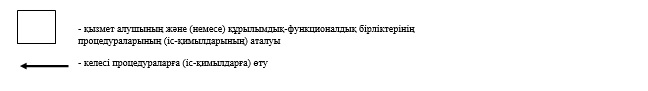 - қызмет алушының және (немесе) құрылымдық-функционалдық бірліктерінің
процедураларының (іс-қимылдарының) аталуы
- келесі процедураларға (іс-қимылдарға) өту